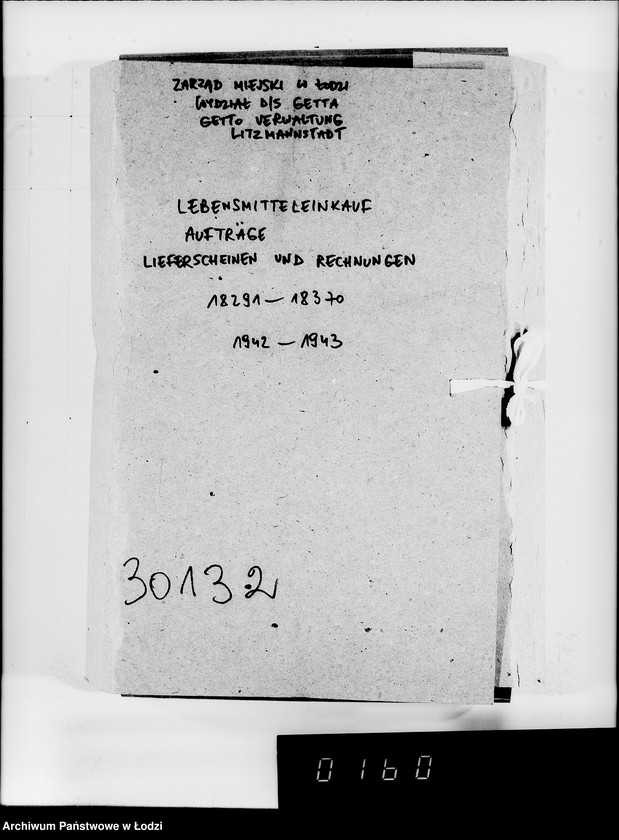 ZARZĄD MIEJSKI W ŁODZI
WYDZIAŁ D/S GETTA
GETTO VERWALTUNG
LITZMANNSTADT
LEBENSMITTELEINKAUF
AUFTRÄGE
LIEFERSCHEINEN UND RECHNUNGEN
18291 — 18370
1942 — 1943
30132
0160
Archiwum Państwowe w Łodzi